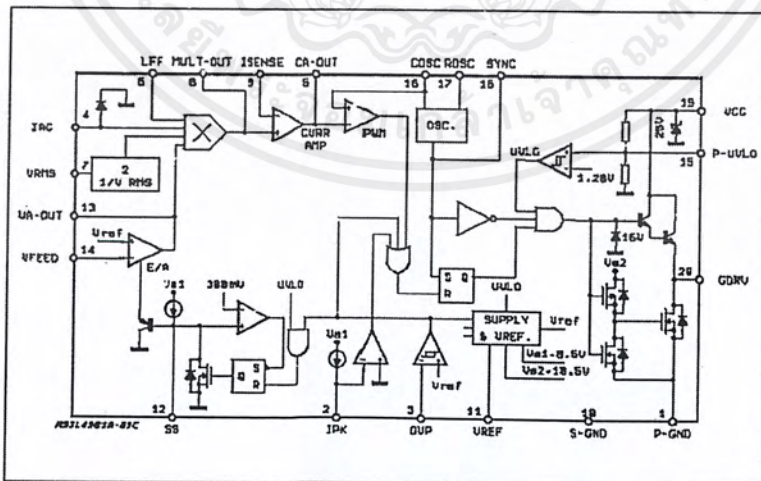 LFF MULT-OUT ISENSE CA-OUT COSC ROSC SYNC
6 8 9 5 16 17 18
IAC 4
VRMS 7
2
1/V RMS
VA-OUT 13
Vref
VFEED 14
E/A
CURR
AMP
PWM
OSC.
UVLO
1.28V
25V
19 VCC
15 P-UVLO
16V
Vs2
20 GDRV
Vs1
380mV
UVLO
S
Q R
Vs1
S Q
R
UVLO
SUPPLY
& VREF.
Vref
Vs1-8.5V
Vs2-18.5V
Vref
12 2 3 11 10 1
SS IPK OVP VREF S-GND P-GND